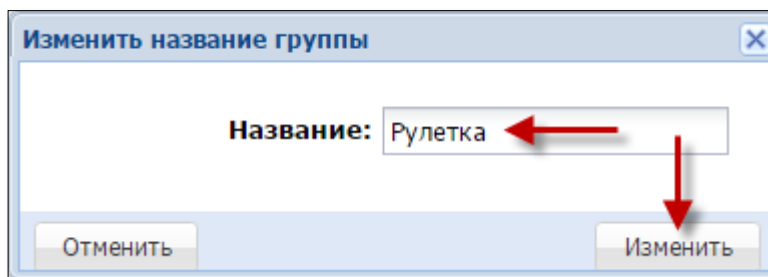 Изменить название группы
Название: Рулетка
Отменить Изменить